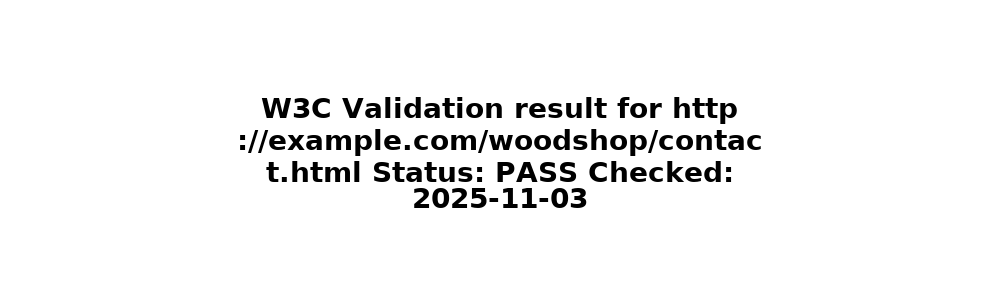 W3C Validation result for http
://example.com/woodshop/contac
t.html Status: PASS Checked:
2025-11-03